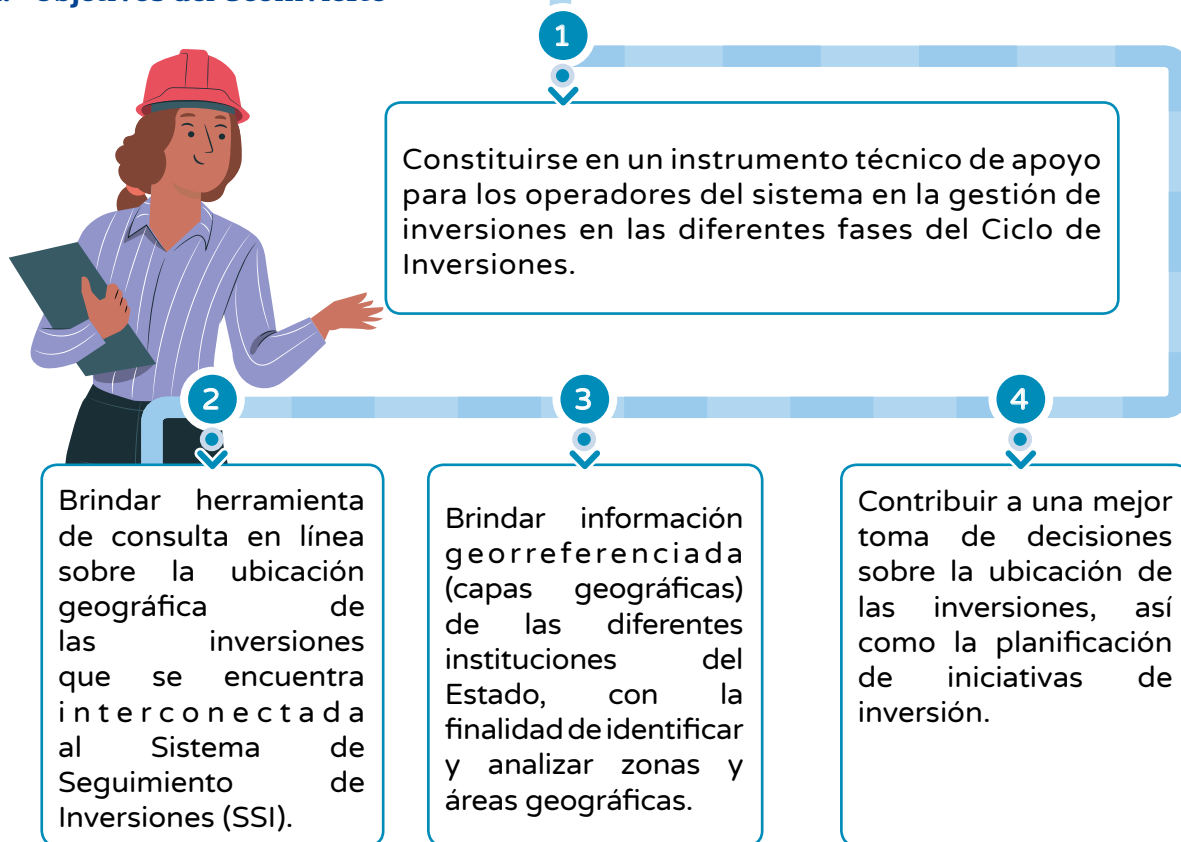 Objetivos del GeoInvierte
1
Constituirse en un instrumento técnico de apoyo
para los operadores del sistema en la gestión de
inversiones en las diferentes fases del Ciclo de
Inversiones.
2
Brindar herramienta
de consulta en línea
sobre la ubicación
geográfica de
las inversiones
que se encuentra
interconectada
al Sistema de
Seguimiento de
Inversiones (SSI).
3
Brindar información
georreferenciada
(capas geográficas)
de las diferentes
instituciones del
Estado, con la
finalidad de identificar
y analizar zonas y
áreas geográficas.
4
Contribuir a una mejor
toma de decisiones
sobre la ubicación de
las inversiones, así
como la planificación
de iniciativas de
inversión.